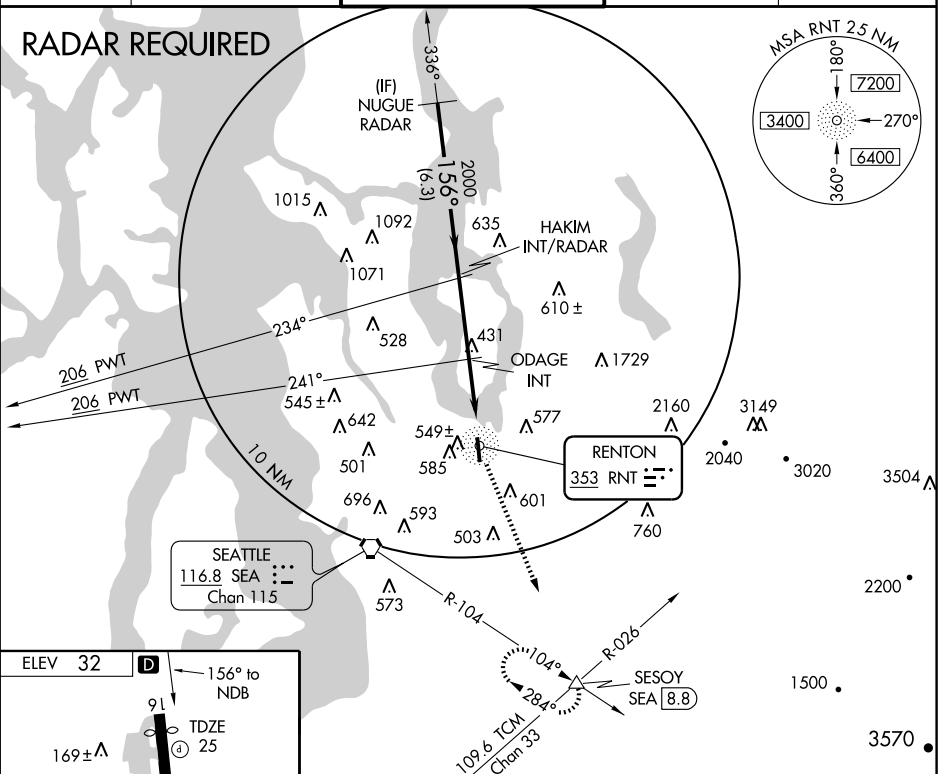 RADAR REQUIRED
MSA RNT 25 NM
180°
7200
3400
270°
6400
360°
336°
(IF)
NUGUE
RADAR
2000
156°
(6.3)
1015
1092
635
HAKIM
INT/RADAR
1071
610 ±
528
234°
431
ODAGE
INT
1729
206 PWT
241°
206 PWT
545 ±
642
549±
577
2160
3149
501
585
RENTON
353 RNT
2040
3020
10 NM
3504
696
593
601
503
760
SEATTLE
116.8 SEA
Chan 115
573
R-104
2200
R-026
104°
284°
SESOY
SEA 8.8
1500
109.6 TCM
Chan 33
3570
ELEV 32
D
156° to
NDB
16
TDZE
25
P
169 ±